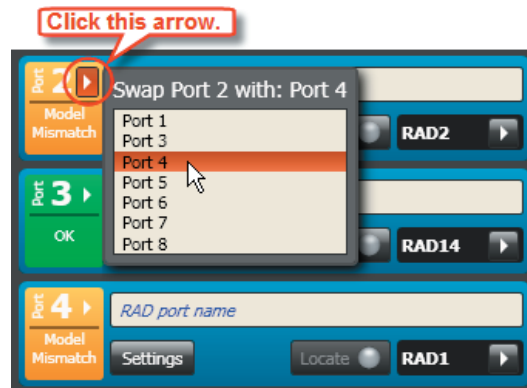 Click this arrow.
Port 2
Model
Mismatch
Swap Port 2 with: Port 4
Port 1
Port 3
Port 4
Port 5
Port 6
Port 7
Port 8
RAD2
Port 3
OK
RAD14
Port 4
Model
Mismatch
RAD port name
Settings
Locate
RAD1